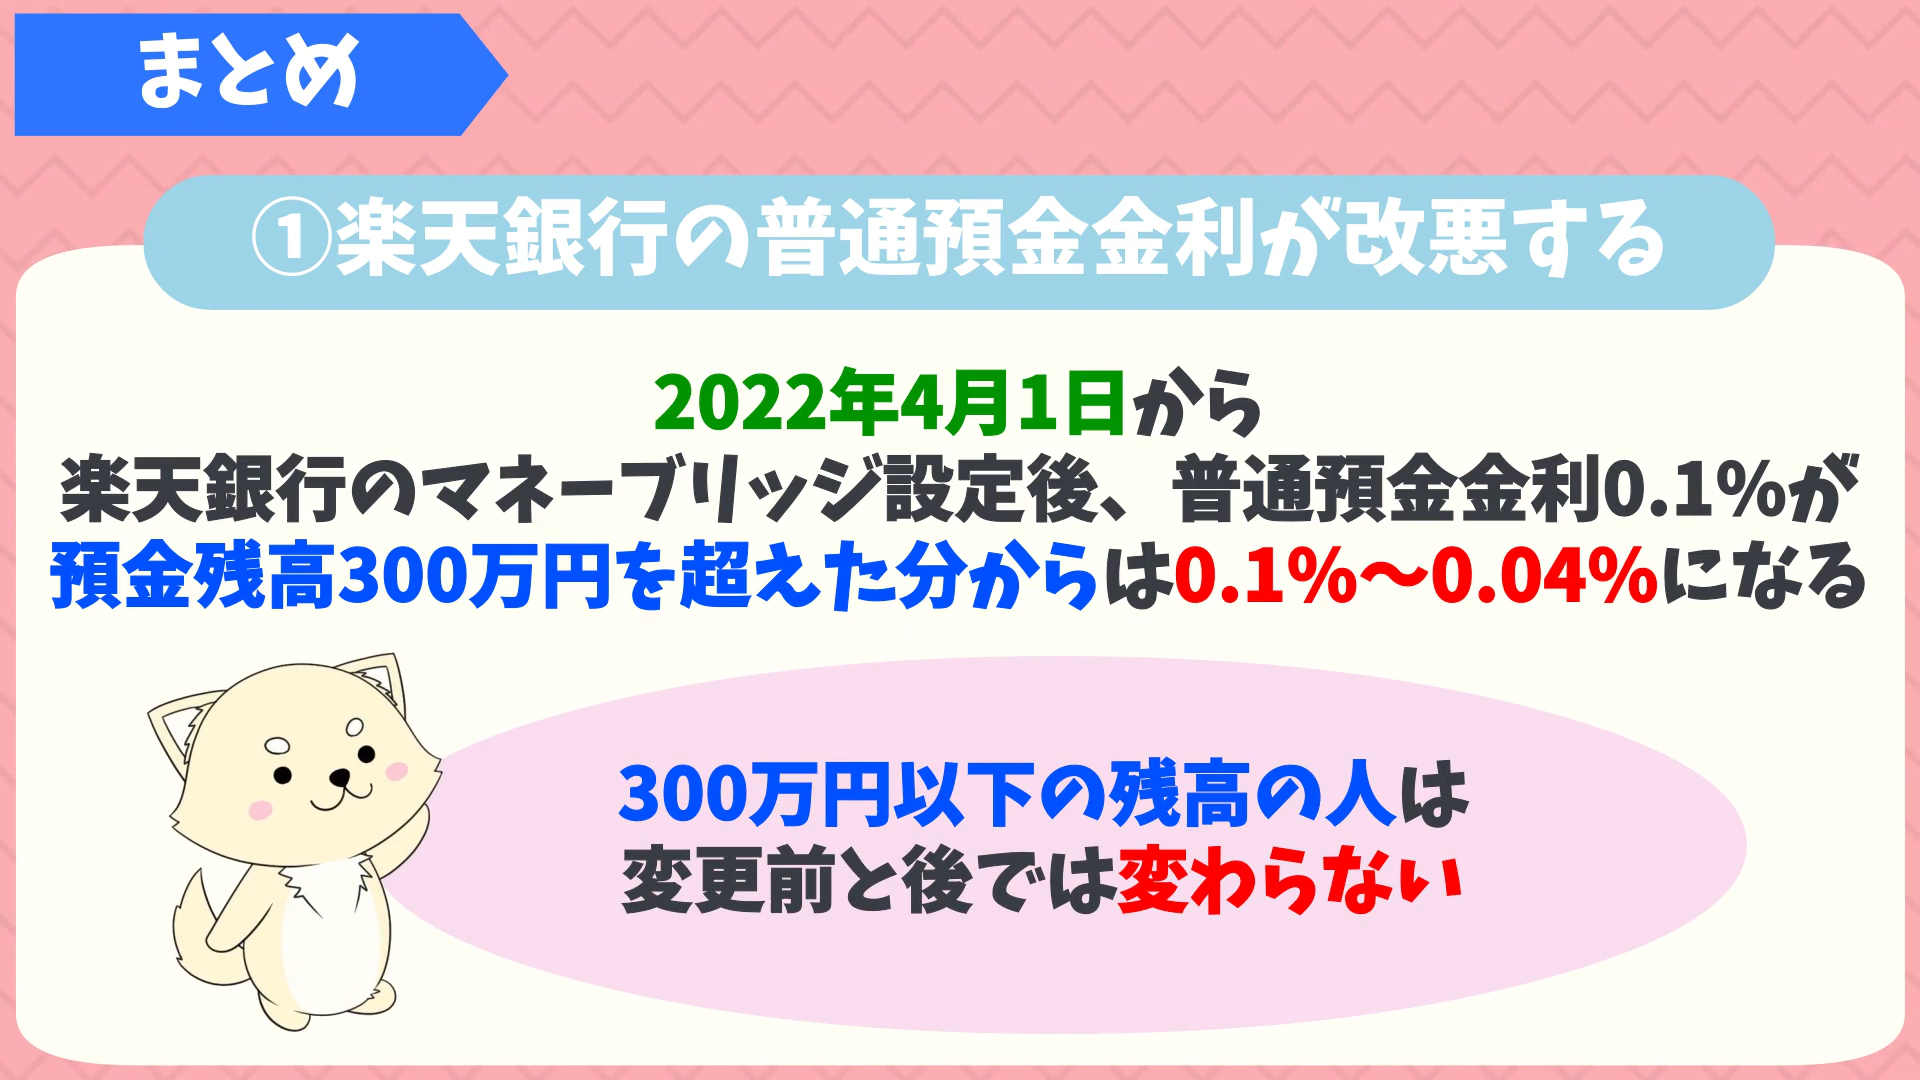 まとめ
①楽天銀行の普通預金金利が改悪する
2022年4月1日から
楽天銀行のマネーブリッジ設定後、普通預金金利0.1%が
預金残高300万円を超えた分からは0.1%〜0.04%になる
300万円以下の残高の人は
変更前と後では変わらない